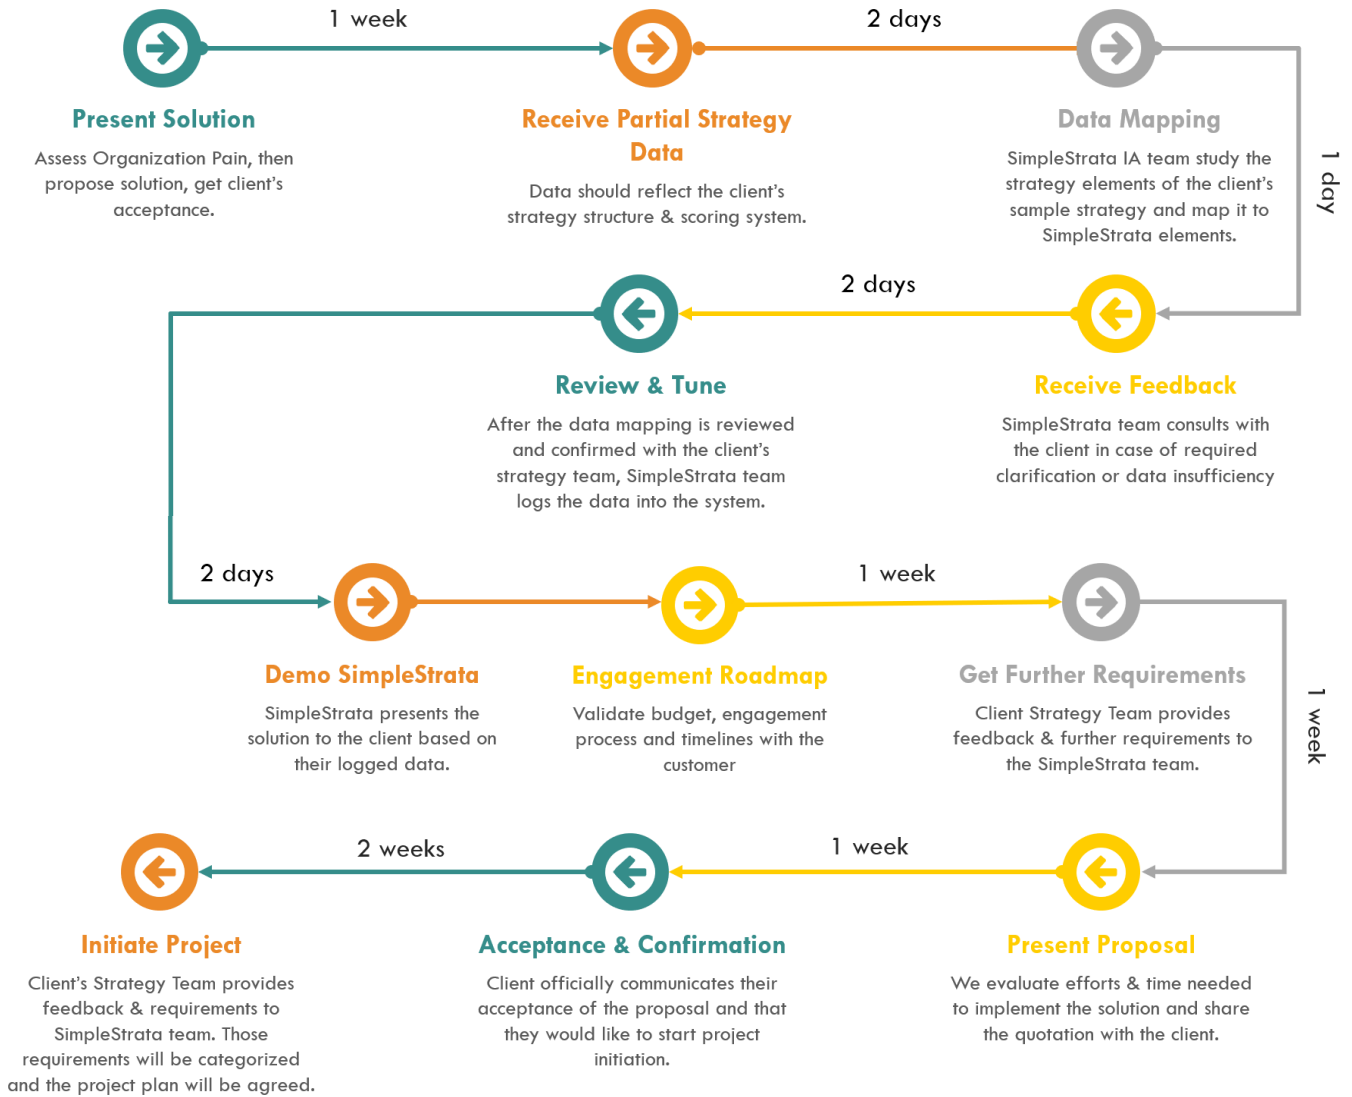 1 week
2 days
Present Solution
Assess Organization Pain, then
propose solution, get client's
acceptance.
Receive Partial Strategy
Data
Data should reflect the client's
strategy structure & scoring system.
Data Mapping
SimpleStrata IA team study the
strategy elements of the client's
sample strategy and map it to
SimpleStrata elements.
1 day
2 days
Receive Feedback
SimpleStrata team consults with
the client in case of required
clarification or data insufficiency
Review & Tune
After the data mapping is reviewed
and confirmed with the client's
strategy team, SimpleStrata team
logs the data into the system.
2 days
Demo SimpleStrata
SimpleStrata presents the
solution to the client based on
their logged data.
Engagement Roadmap
Validate budget, engagement
process and timelines with the
customer
1 week
Get Further Requirements
Client Strategy Team provides
feedback & further requirements to
the SimpleStrata team.
1 week
Present Proposal
We evaluate efforts & time needed
to implement the solution and share
the quotation with the client.
1 week
Acceptance & Confirmation
Client officially communicates their
acceptance of the proposal and that
they would like to start project
initiation.
2 weeks
Initiate Project
Client's Strategy Team provides
feedback & requirements to
SimpleStrata team. Those
requirements will be categorized
and the project plan will be agreed.